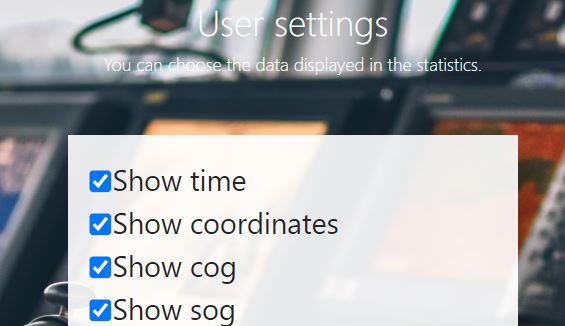 User settings
You can choose the data displayed in the statistics.
Show time
Show coordinates
Show cog
Show sog